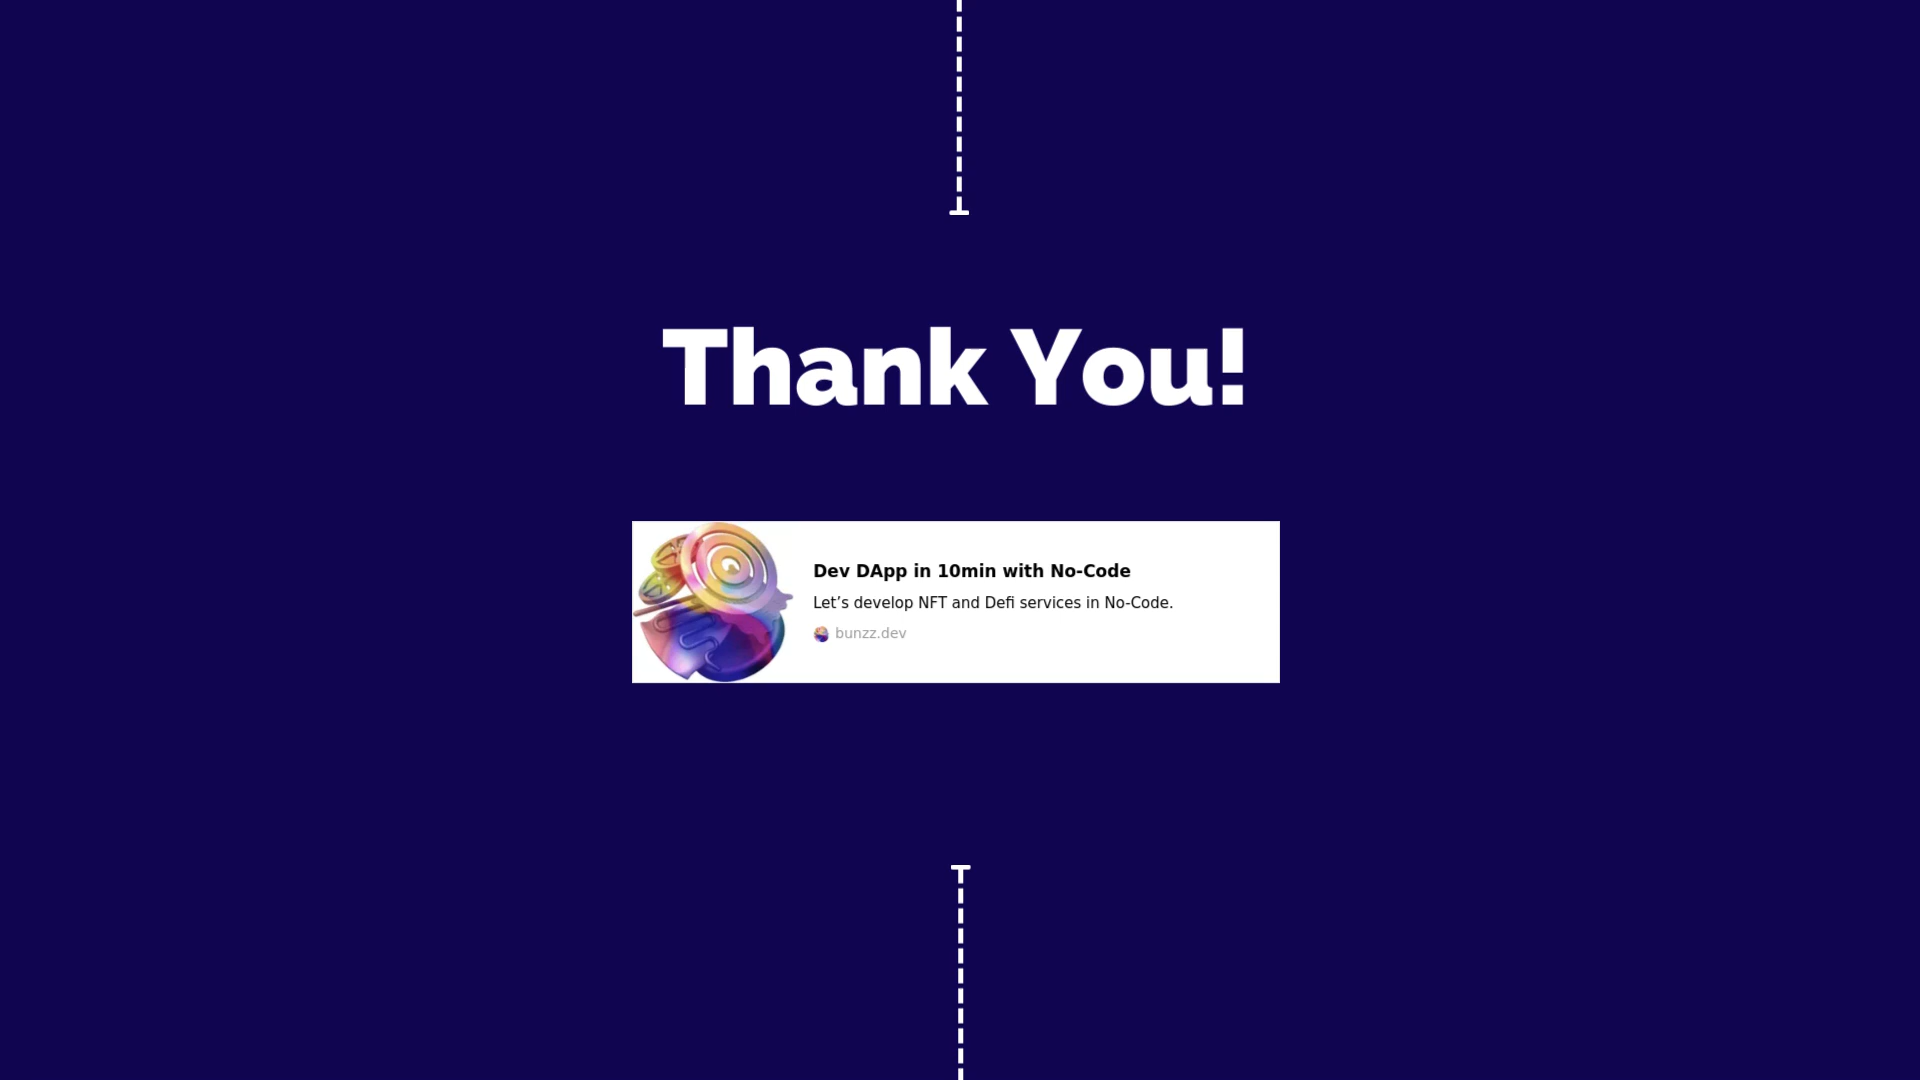 Thank You!
Dev DApp in 10min with No-Code
Let’s develop NFT and Defi services in No-Code.
bunzz.dev